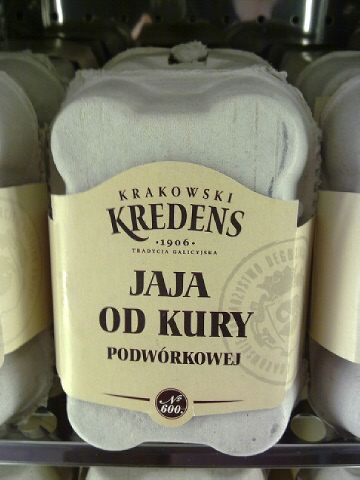 KRAKOWSKI
KREDENS
·1906·
TRADYCJA GALICYJSKA
JAJA
OD KURY
PODWÓRKOWEJ
No
600.